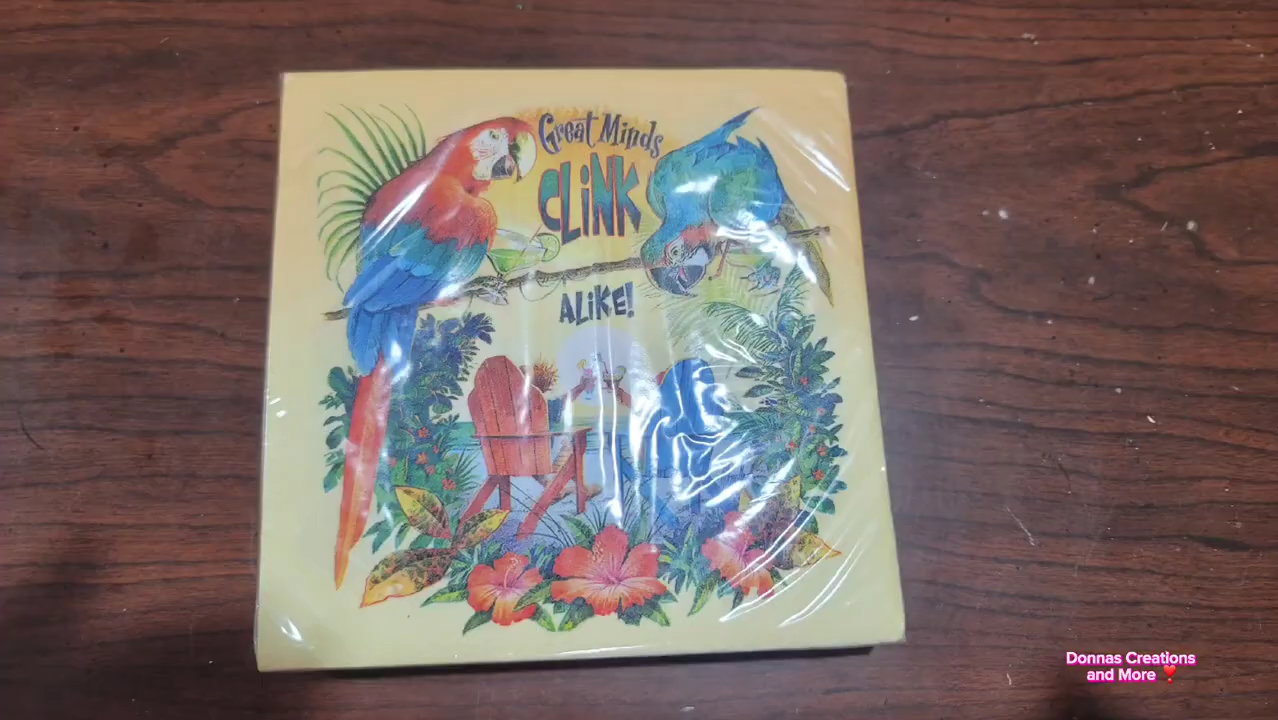 Great Minds
CLiNK
ALiKE!
Donnas Creations
and More ❣️